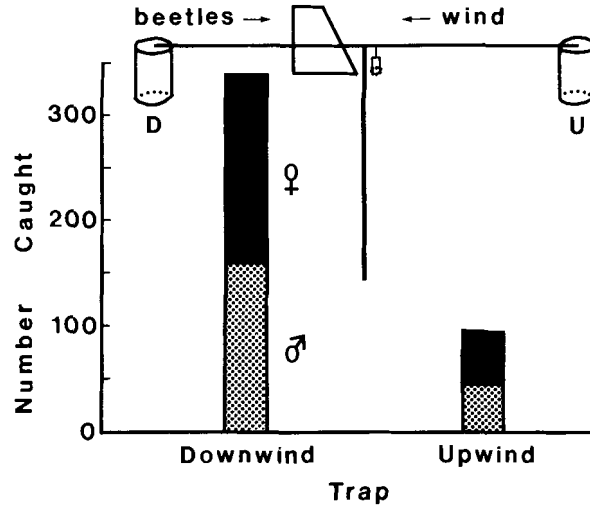 beetles → ← wind
D U
300
200
100
0
Number Caught
♀
♂
Downwind Upwind
Trap